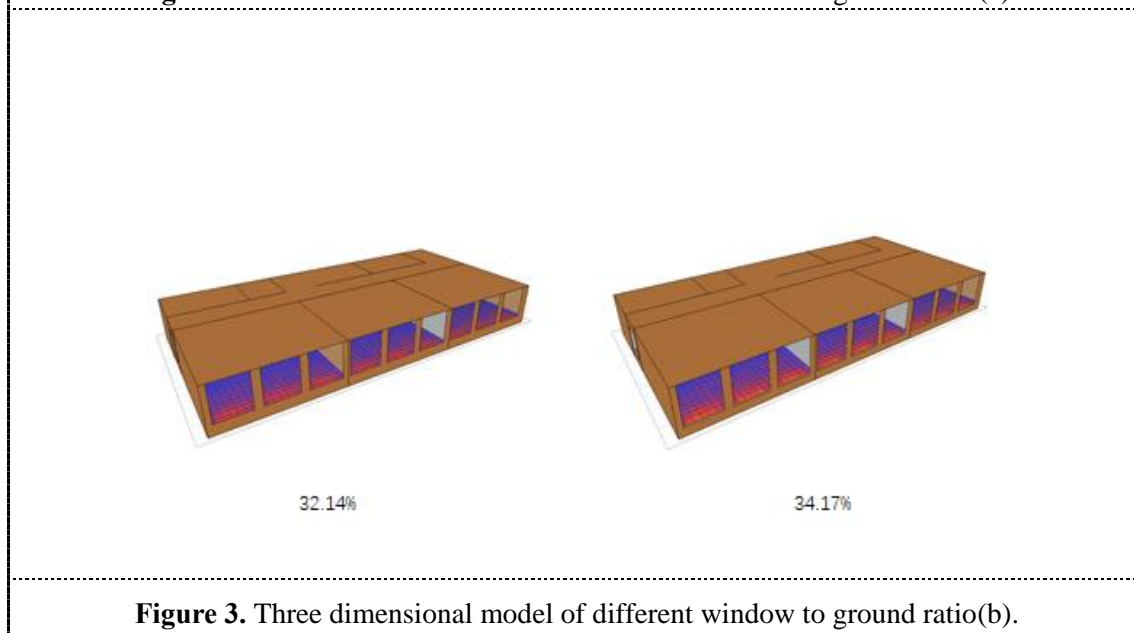 32.14% 34.17%
Figure 3. Three dimensional model of different window to ground ratio(b).